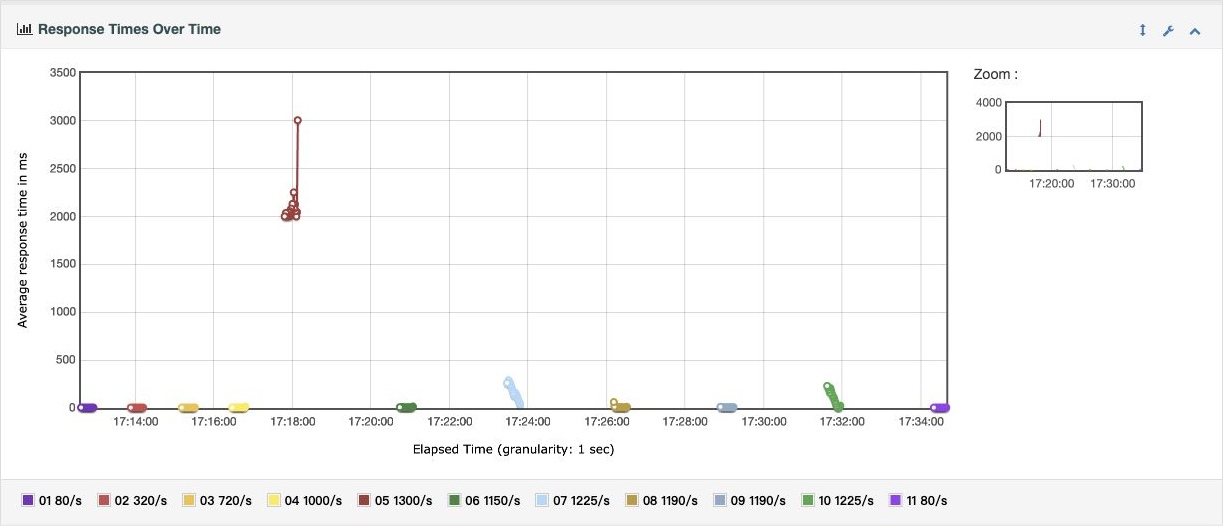 Response Times Over Time
Zoom :
3500
3000
2500
2000
1500
1000
500
0
Average response time in ms
17:14:00 17:16:00 17:18:00 17:20:00 17:22:00 17:24:00 17:26:00 17:28:00 17:30:00 17:32:00 17:34:00
Elapsed Time (granularity: 1 sec)
4000
2000
0
17:20:00 17:30:00
01 80/s 02 320/s 03 720/s 04 1000/s 05 1300/s 06 1150/s 07 1225/s 08 1190/s 09 1190/s 10 1225/s 11 80/s